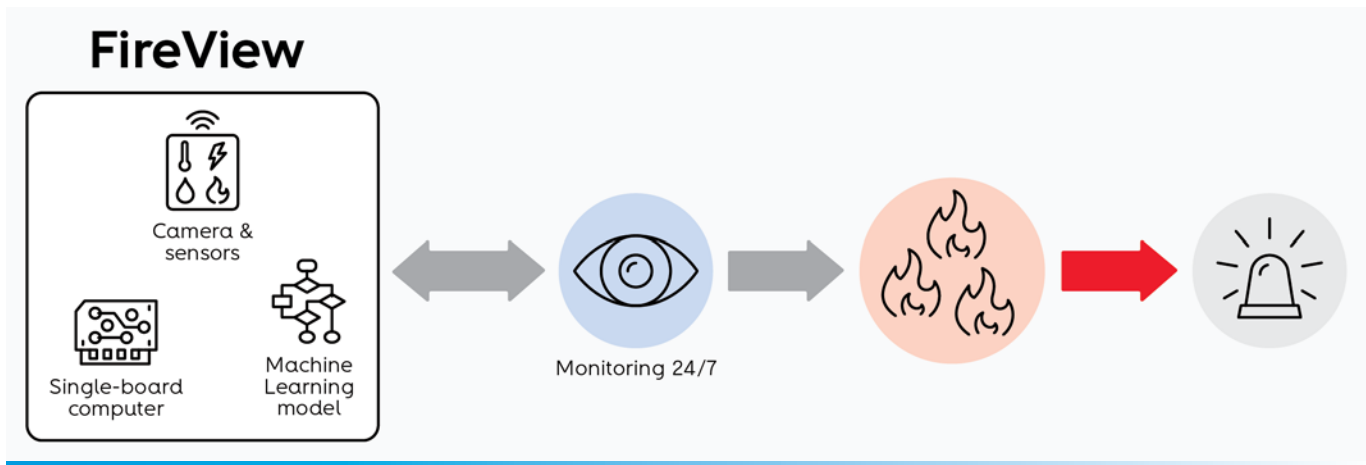 FireView
Camera &
sensors
Single-board
computer
Machine
Learning
model
Monitoring 24/7